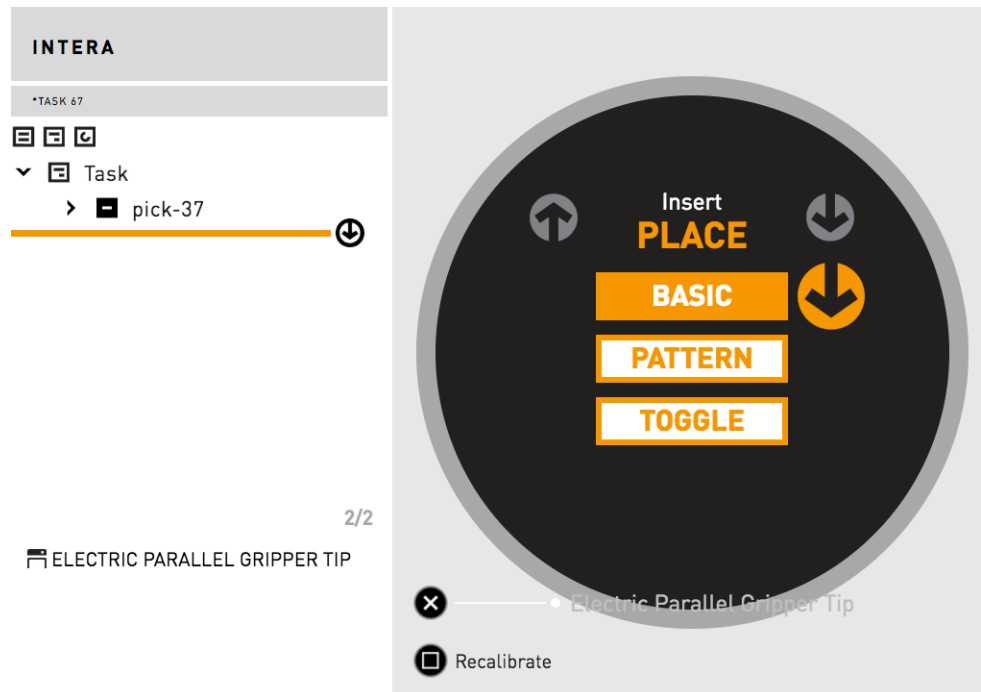 INTERA
*TASK 67
Task
pick-37
2/2
ELECTRIC PARALLEL GRIPPER TIP
Insert
PLACE
BASIC
PATTERN
TOGGLE
Electric Parallel Gripper Tip
Recalibrate